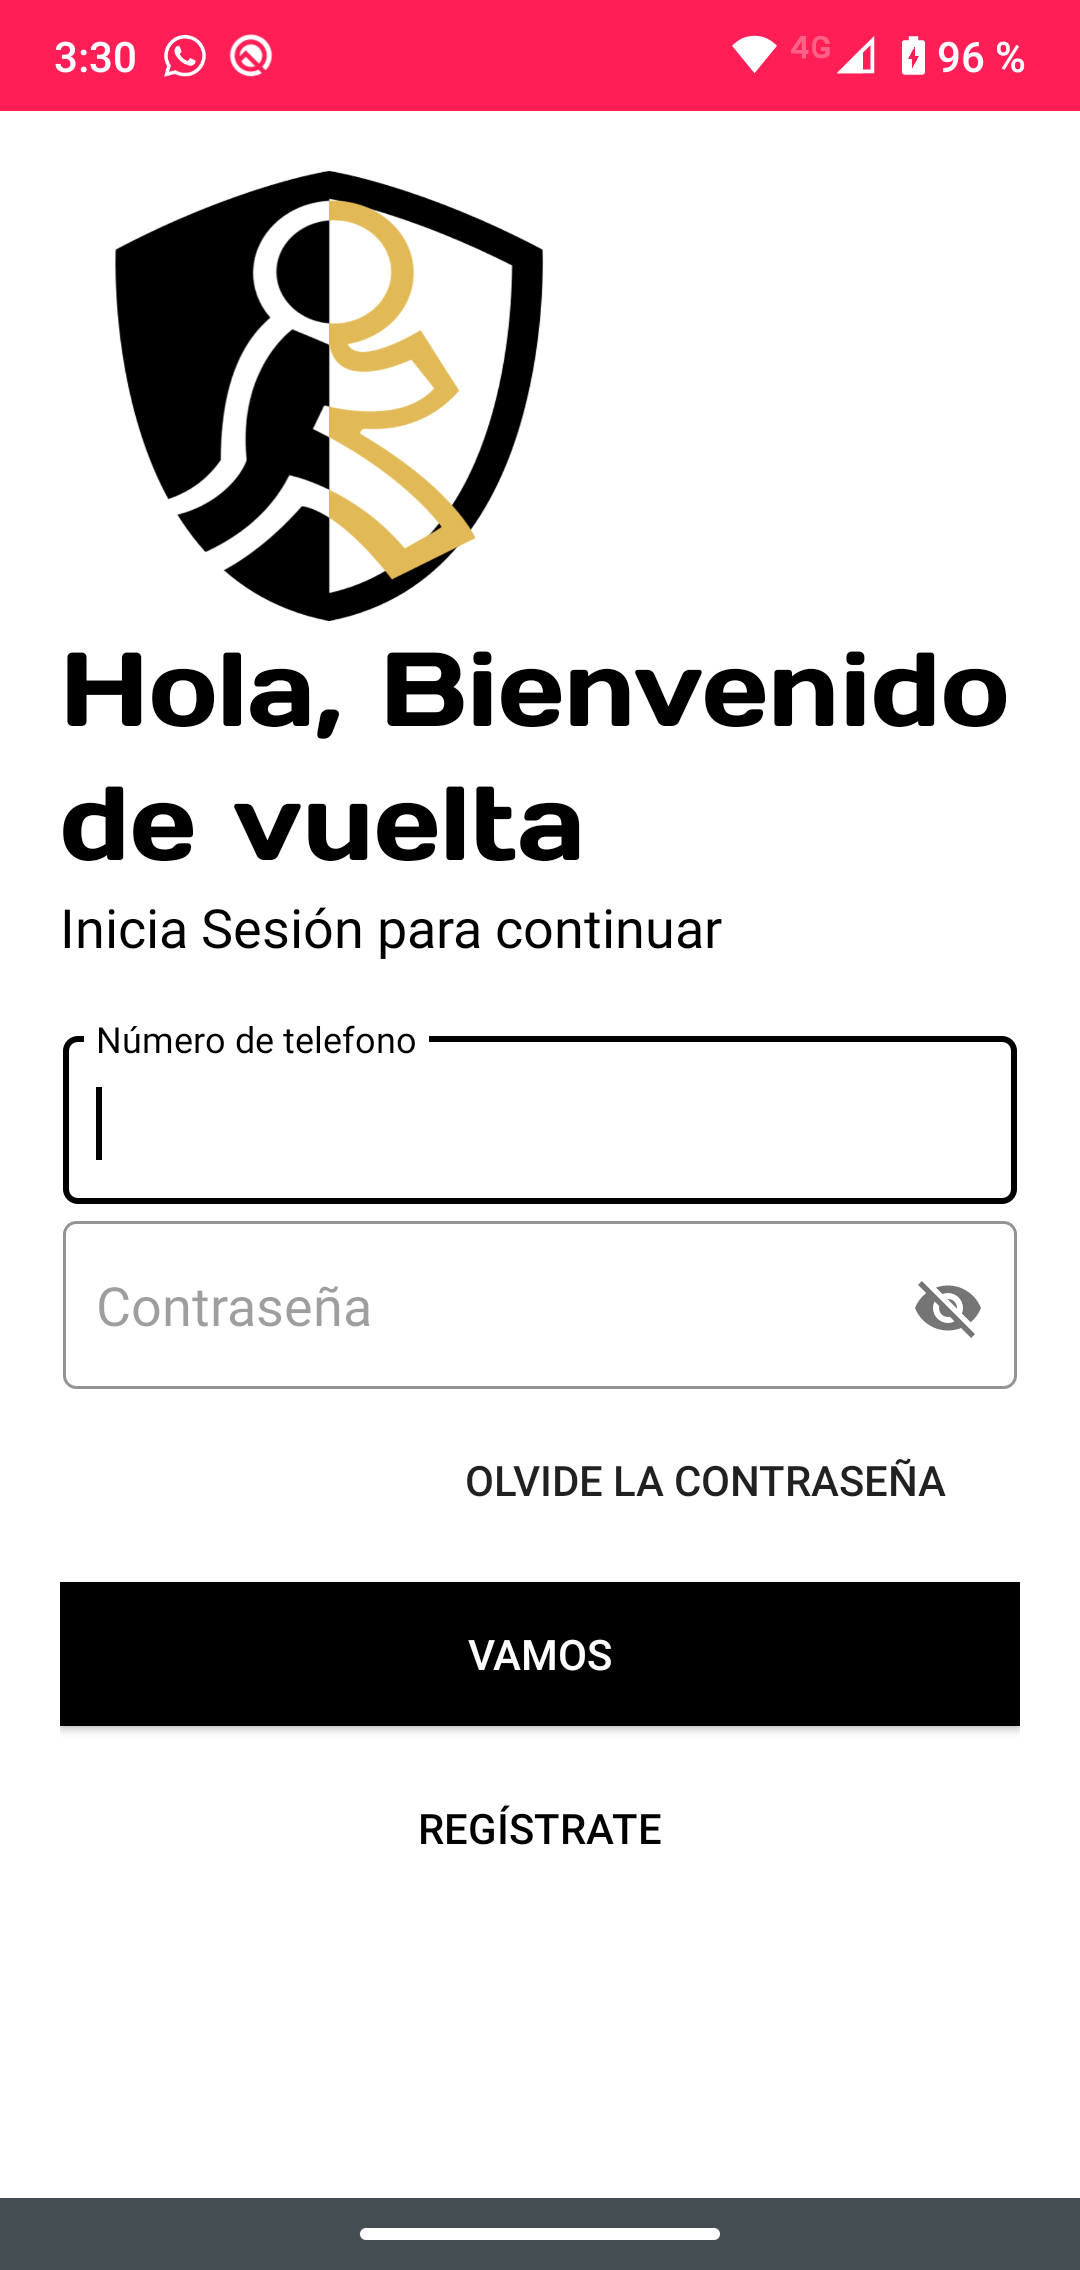 3:30 4G 96 %
Hola, Bienvenido
de vuelta
Inicia Sesión para continuar
Número de telefono
Contraseña
OLVIDE LA CONTRASEÑA
VAMOS
REGÍSTRATE